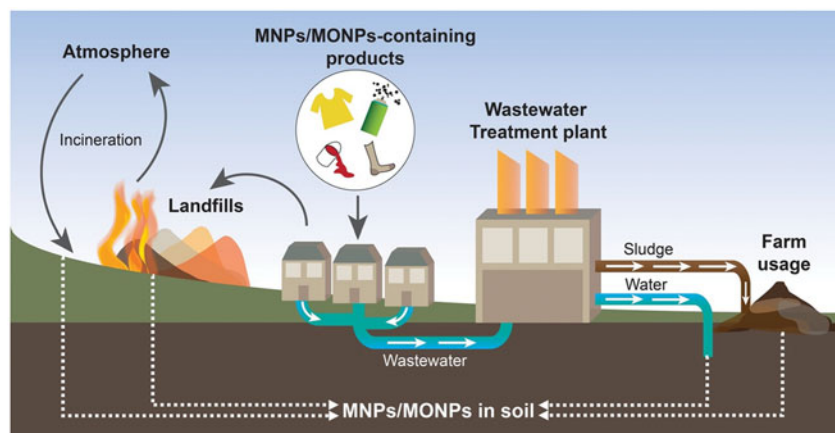 MNPs/MONPs-containing
products
Atmosphere
Incineration
Landfills
Wastewater
Treatment plant
Sludge
Water
Farm
usage
Wastewater
MNPs/MONPs in soil